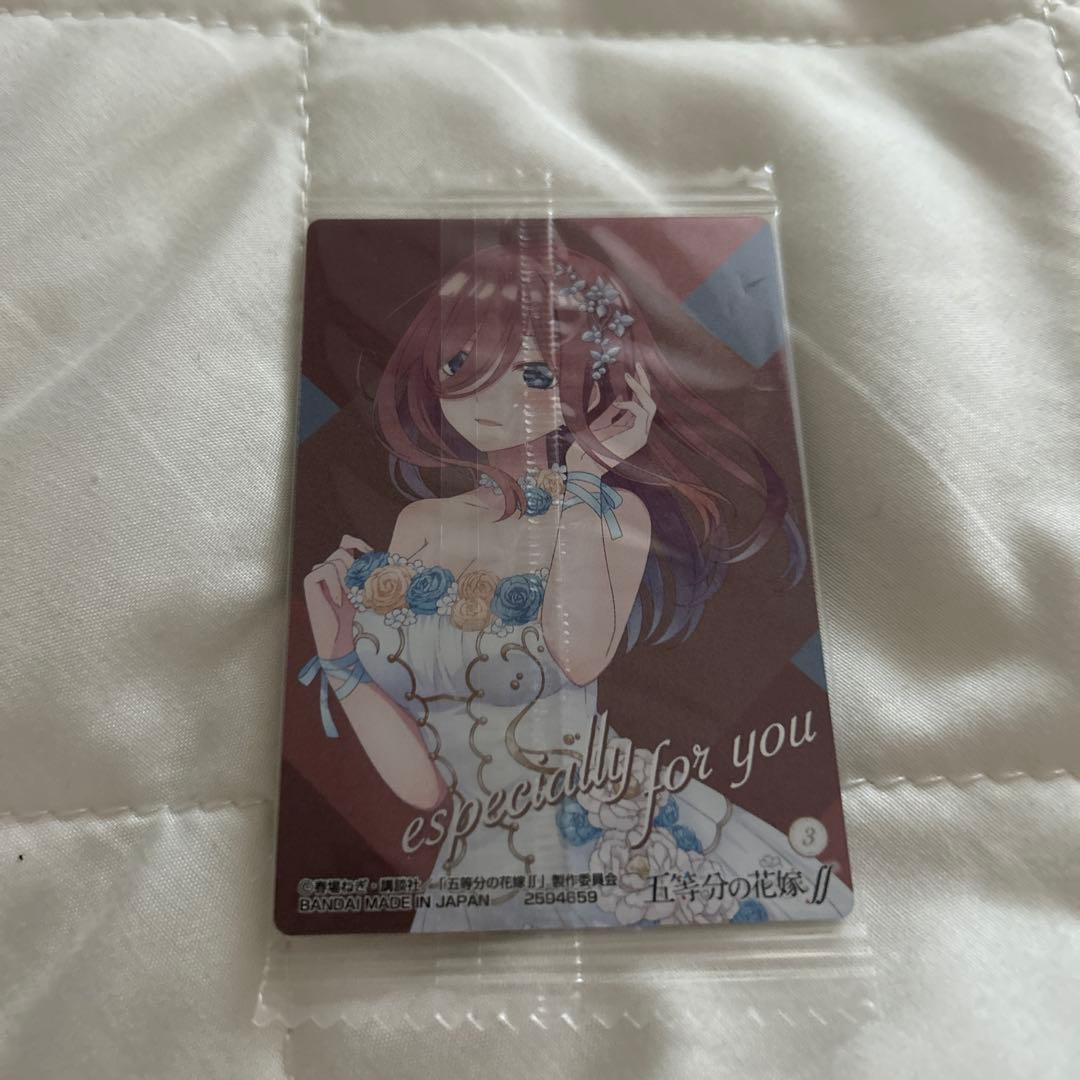 especially for you
3
©春場ねぎ・講談社/「五等分の花嫁∬」製作委員会
BANDAI MADE IN JAPAN 2594659
五等分の花嫁∬